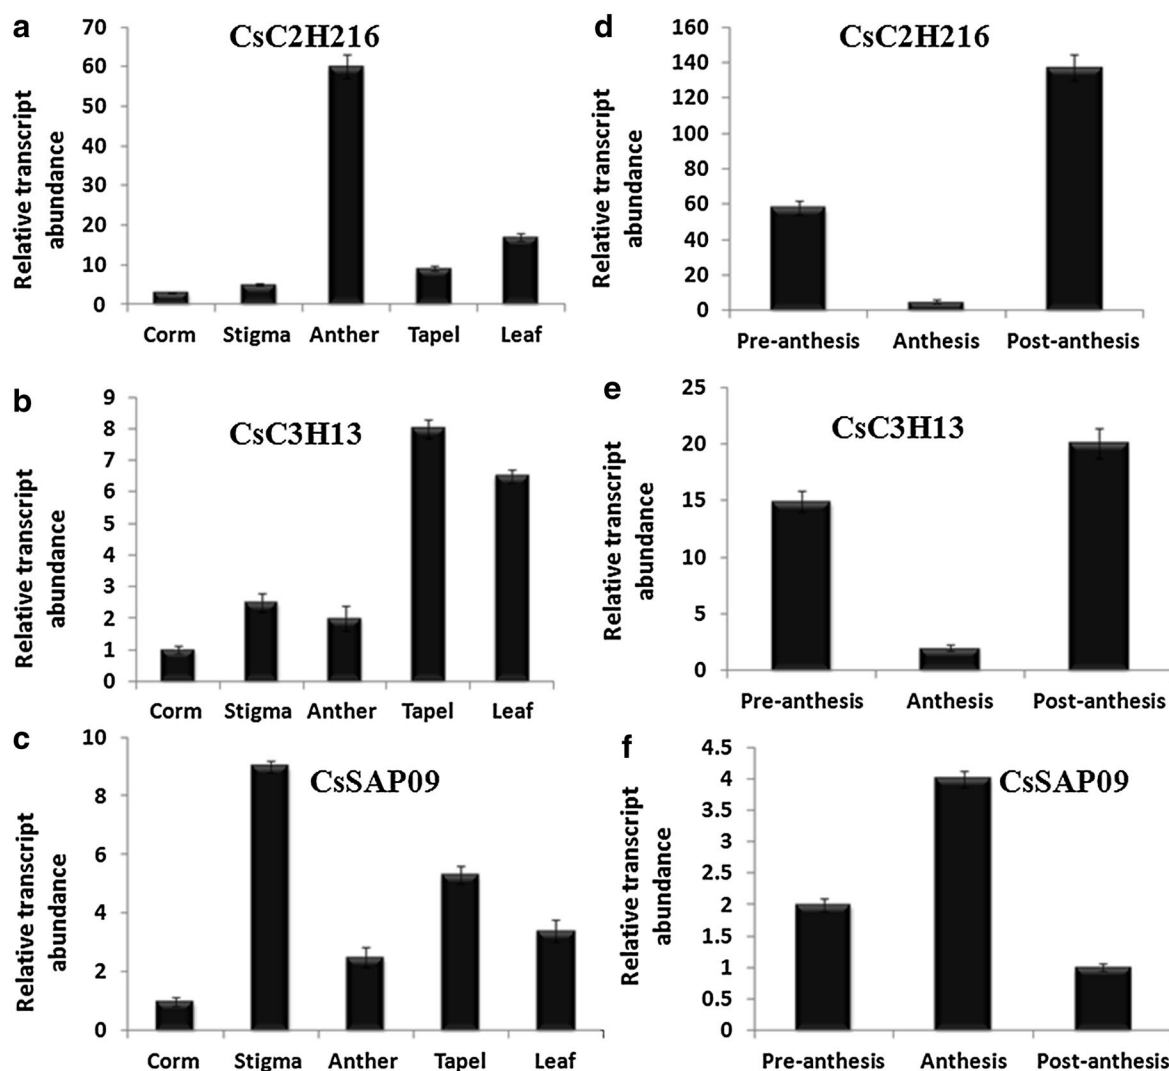 a
CsC2H216
Relative transcript
abundance
70
60
50
40
30
20
10
0
Corm Stigma Anther Tapel Leaf
d
CsC2H216
Relative transcript
abundance
160
140
120
100
80
60
40
20
0
Pre-anthesis Anthesis Post-anthesis
b
CsC3H13
Relative transcript
abundance
9
8
7
6
5
4
3
2
1
0
Corm Stigma Anther Tapel Leaf
e
CsC3H13
Relative transcript
abundance
25
20
15
10
5
0
Pre-anthesis Anthesis Post-anthesis
c
CsSAP09
Relative transcript
abundance
10
8
6
4
2
0
Corm Stigma Anther Tapel Leaf
f
CsSAP09
Relative transcript
abundance
4.5
4
3.5
3
2.5
2
1.5
1
0.5
0
Pre-anthesis Anthesis Post-anthesis